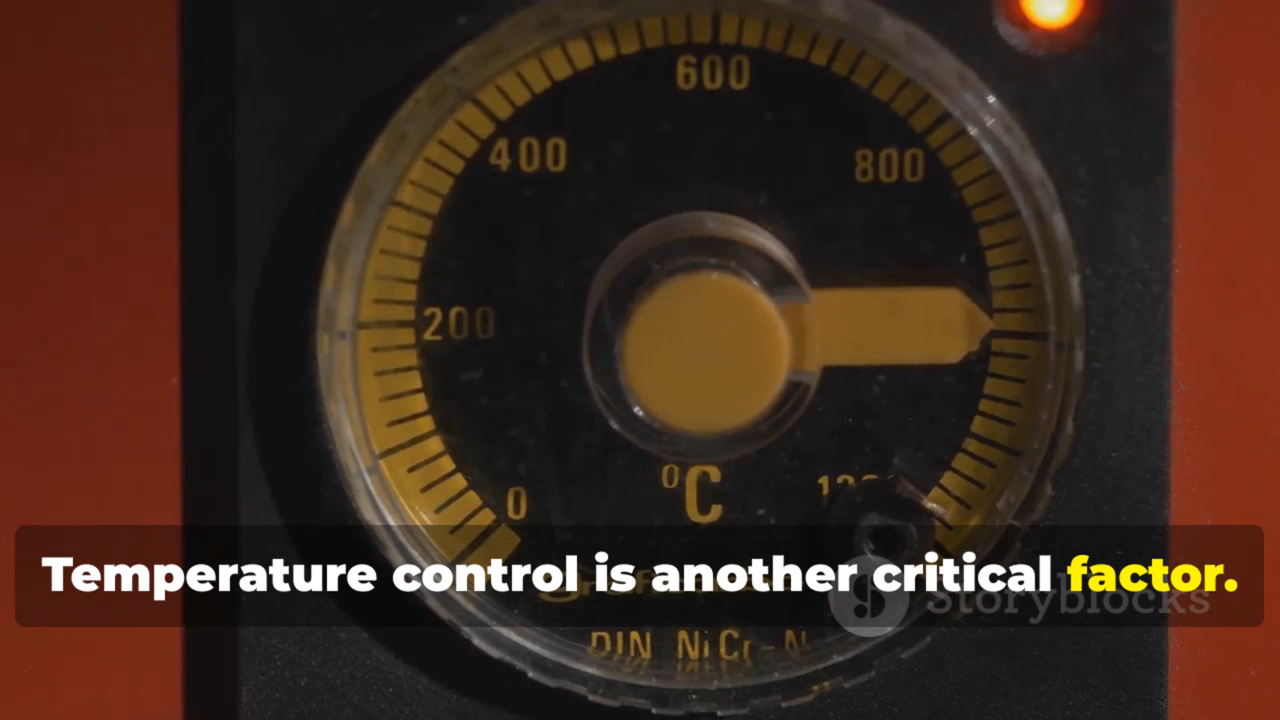 600
400
800
200
0
°C
Temperature control is another critical factor.
Storyblocks
DIN NiCr-Ni